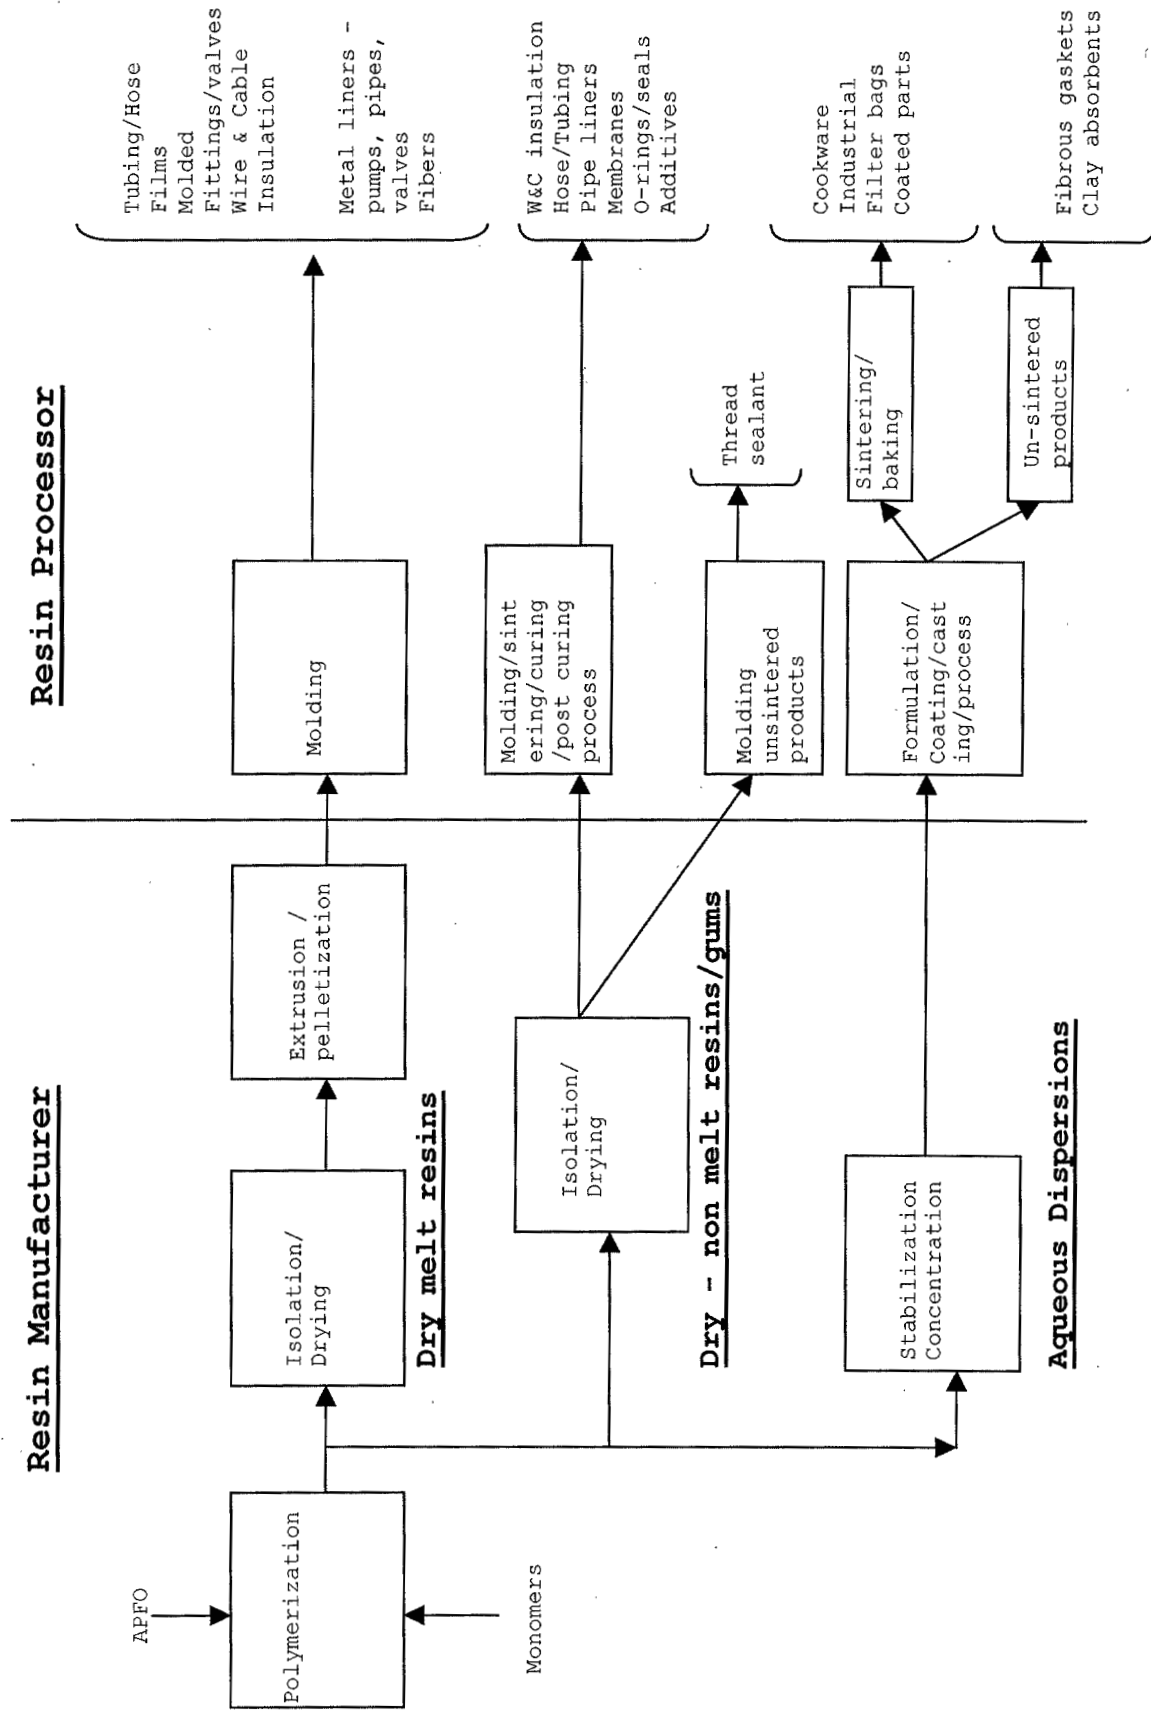 Resin Manufacturer
Resin Processor
APFO
Polymerization
Monomers
Isolation/
Drying
Extrusion /
pelletization
Molding
Tubing/Hose
Films
Molded
Fittings/valves
Wire & Cable
Insulation
Metal liners -
pumps, pipes,
valves
Fibers
Dry melt resins
Isolation/
Drying
Molding/sint
ering/curing
/post curing
process
W&C insulation
Hose/Tubing
Pipe liners
Membranes
O-rings/seals
Additives
Dry - non melt resins/gums
Molding
unsintered
products
Thread
sealant
Stabilization
Concentration
Formulation/
Coating/cast
ing/process
Sintering/
baking
Cookware
Industrial
Filter bags
Coated parts
Un-sintered
products
Fibrous gaskets
Clay absorbents
Aqueous Dispersions